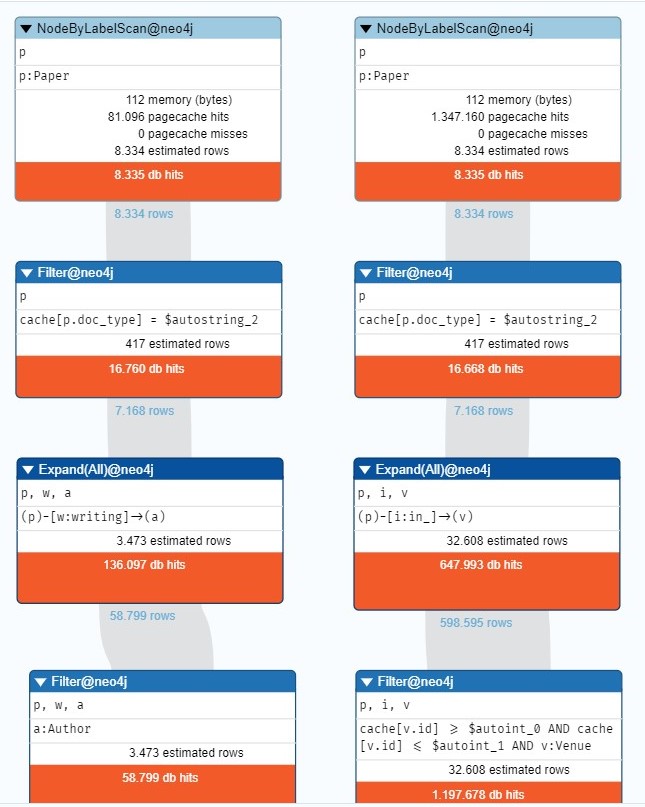 NodeByLabelScan@neo4j
p
p:Paper
112 memory (bytes)
81.096 pagecache hits
0 pagecache misses
8.334 estimated rows
8.335 db hits
8.334 rows
Filter@neo4j
p
cache[p.doc_type] = $autostring_2
417 estimated rows
16.760 db hits
7.168 rows
Expand(All)@neo4j
p, w, a
(p)-[w:writing]→(a)
3.473 estimated rows
136.097 db hits
58.799 rows
Filter@neo4j
p, w, a
a:Author
3.473 estimated rows
58.799 db hits
NodeByLabelScan@neo4j
p
p:Paper
112 memory (bytes)
1.347.160 pagecache hits
0 pagecache misses
8.334 estimated rows
8.335 db hits
8.334 rows
Filter@neo4j
p
cache[p.doc_type] = $autostring_2
417 estimated rows
16.668 db hits
7.168 rows
Expand(All)@neo4j
p, i, v
(p)-[i:in_]→(v)
32.608 estimated rows
647.993 db hits
598.595 rows
Filter@neo4j
p, i, v
cache[v.id] ⩾ $autoint_0 AND cache
[v.id] ⩽ $autoint_1 AND v:Venue
32.608 estimated rows
1.197.678 db hits